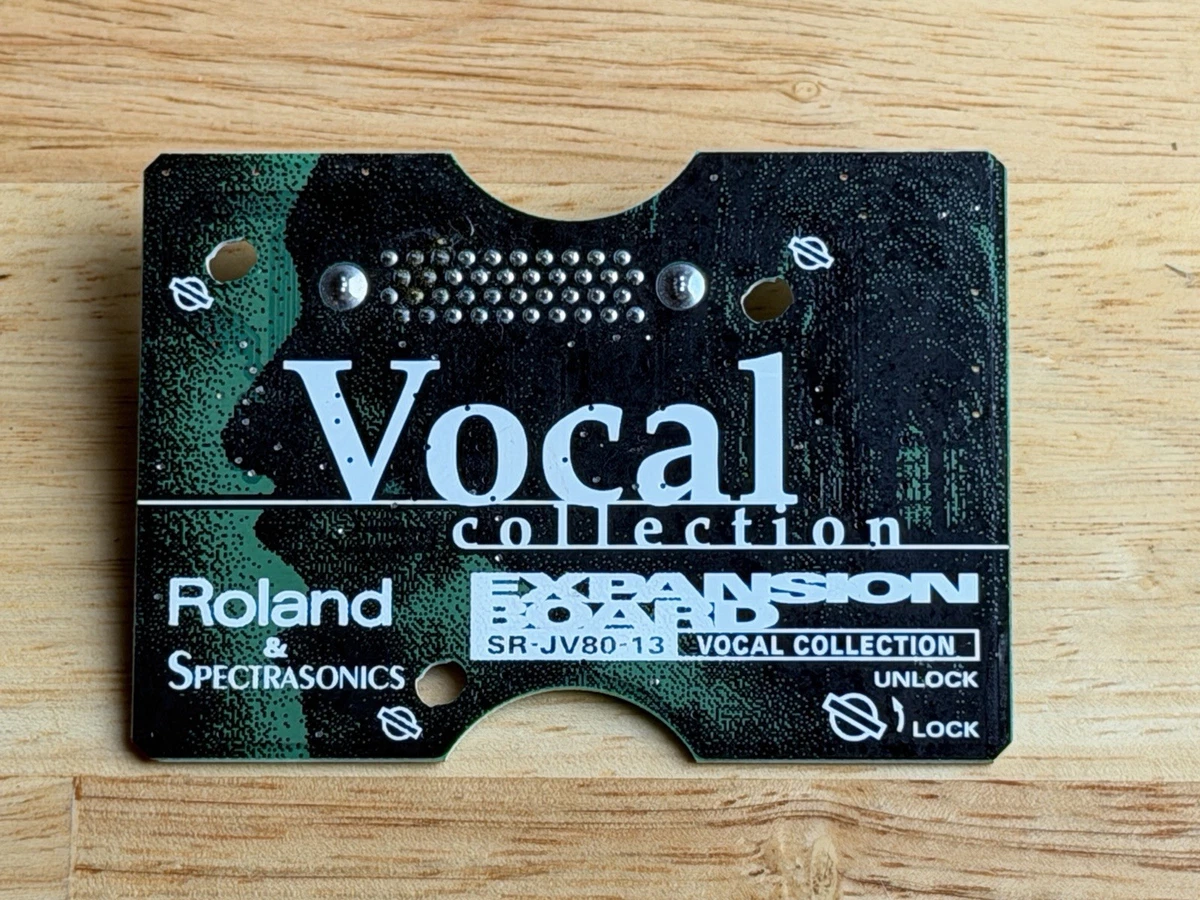 Vocal
collection
Roland
&
SPECTRASONICS
EXPANSION
BOARD
SR-JV80-13 VOCAL COLLECTION
UNLOCK
LOCK